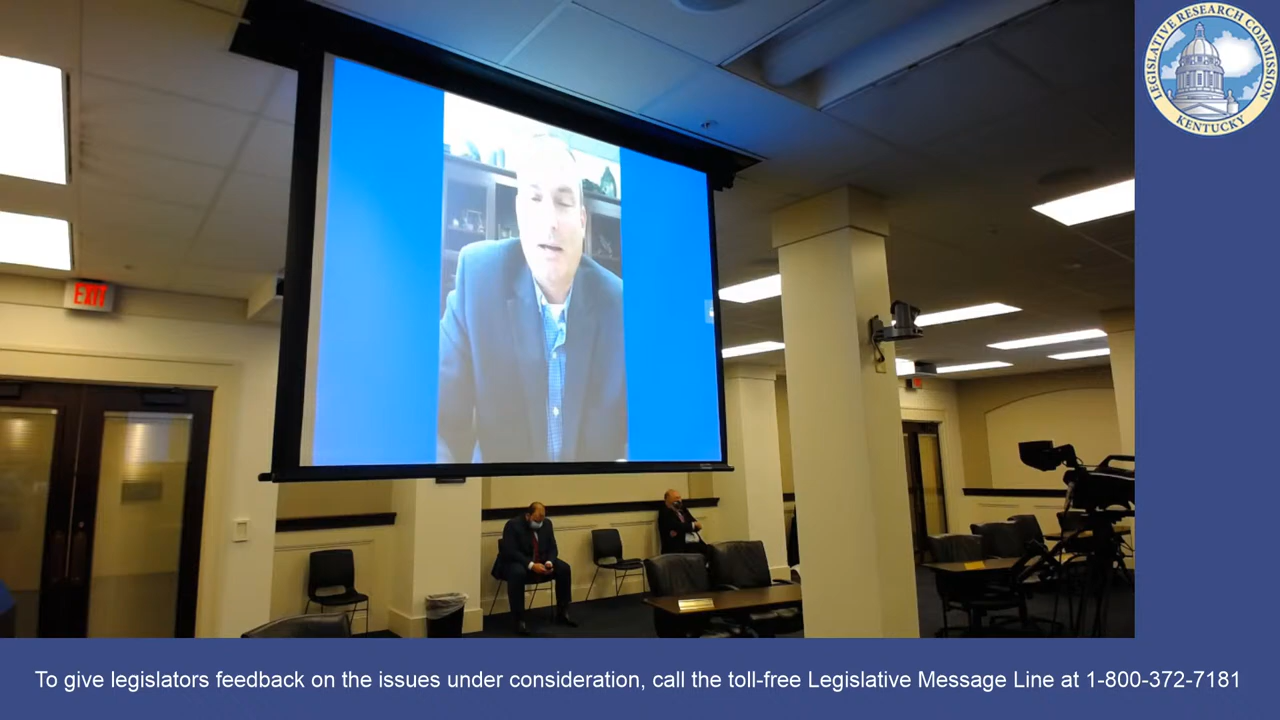 LEGISLATIVE RESEARCH COMMISSION
KENTUCKY
EXIT
To give legislators feedback on the issues under consideration, call the toll-free Legislative Message Line at 1-800-372-7181